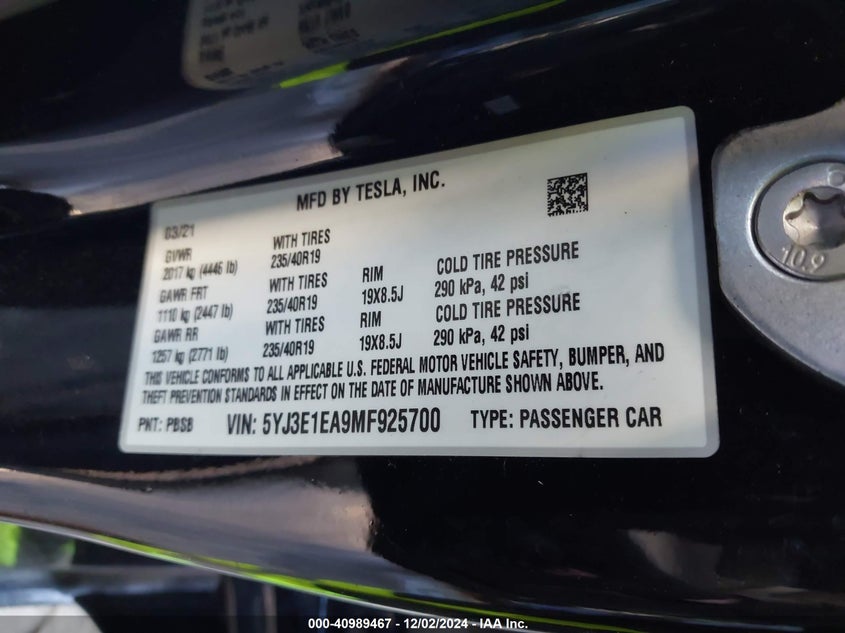 MFD BY TESLA, INC.
03/21
GVWR
2017 kg (4446 lb)
WITH TIRES
235/40R19
GAWR FRT
1110 kg (2447 lb)
WITH TIRES
235/40R19
RIM
19X8.5J
COLD TIRE PRESSURE
290 kPa, 42 psi
GAWR RR
1257 kg (2771 lb)
WITH TIRES
235/40R19
RIM
19X8.5J
COLD TIRE PRESSURE
290 kPa, 42 psi
THIS VEHICLE CONFORMS TO ALL APPLICABLE U.S. FEDERAL MOTOR VEHICLE SAFETY, BUMPER, AND
THEFT PREVENTION STANDARDS IN EFFECT ON THE DATE OF MANUFACTURE SHOWN ABOVE.
PNT: PBSB VIN: 5YJ3E1EA9MF925700 TYPE: PASSENGER CAR
10.9
000-40989467 - 12/02/2024 - IAA Inc.